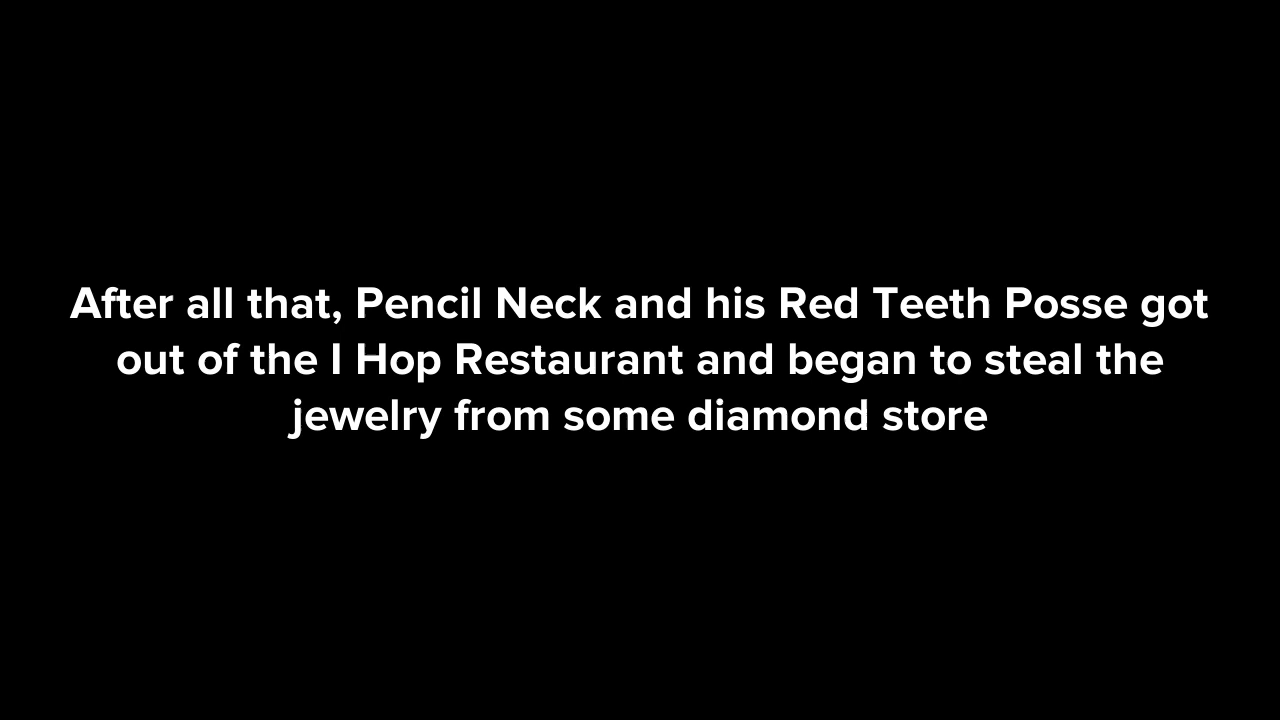 After all that, Pencil Neck and his Red Teeth Posse got
out of the I Hop Restaurant and began to steal the
jewelry from some diamond store